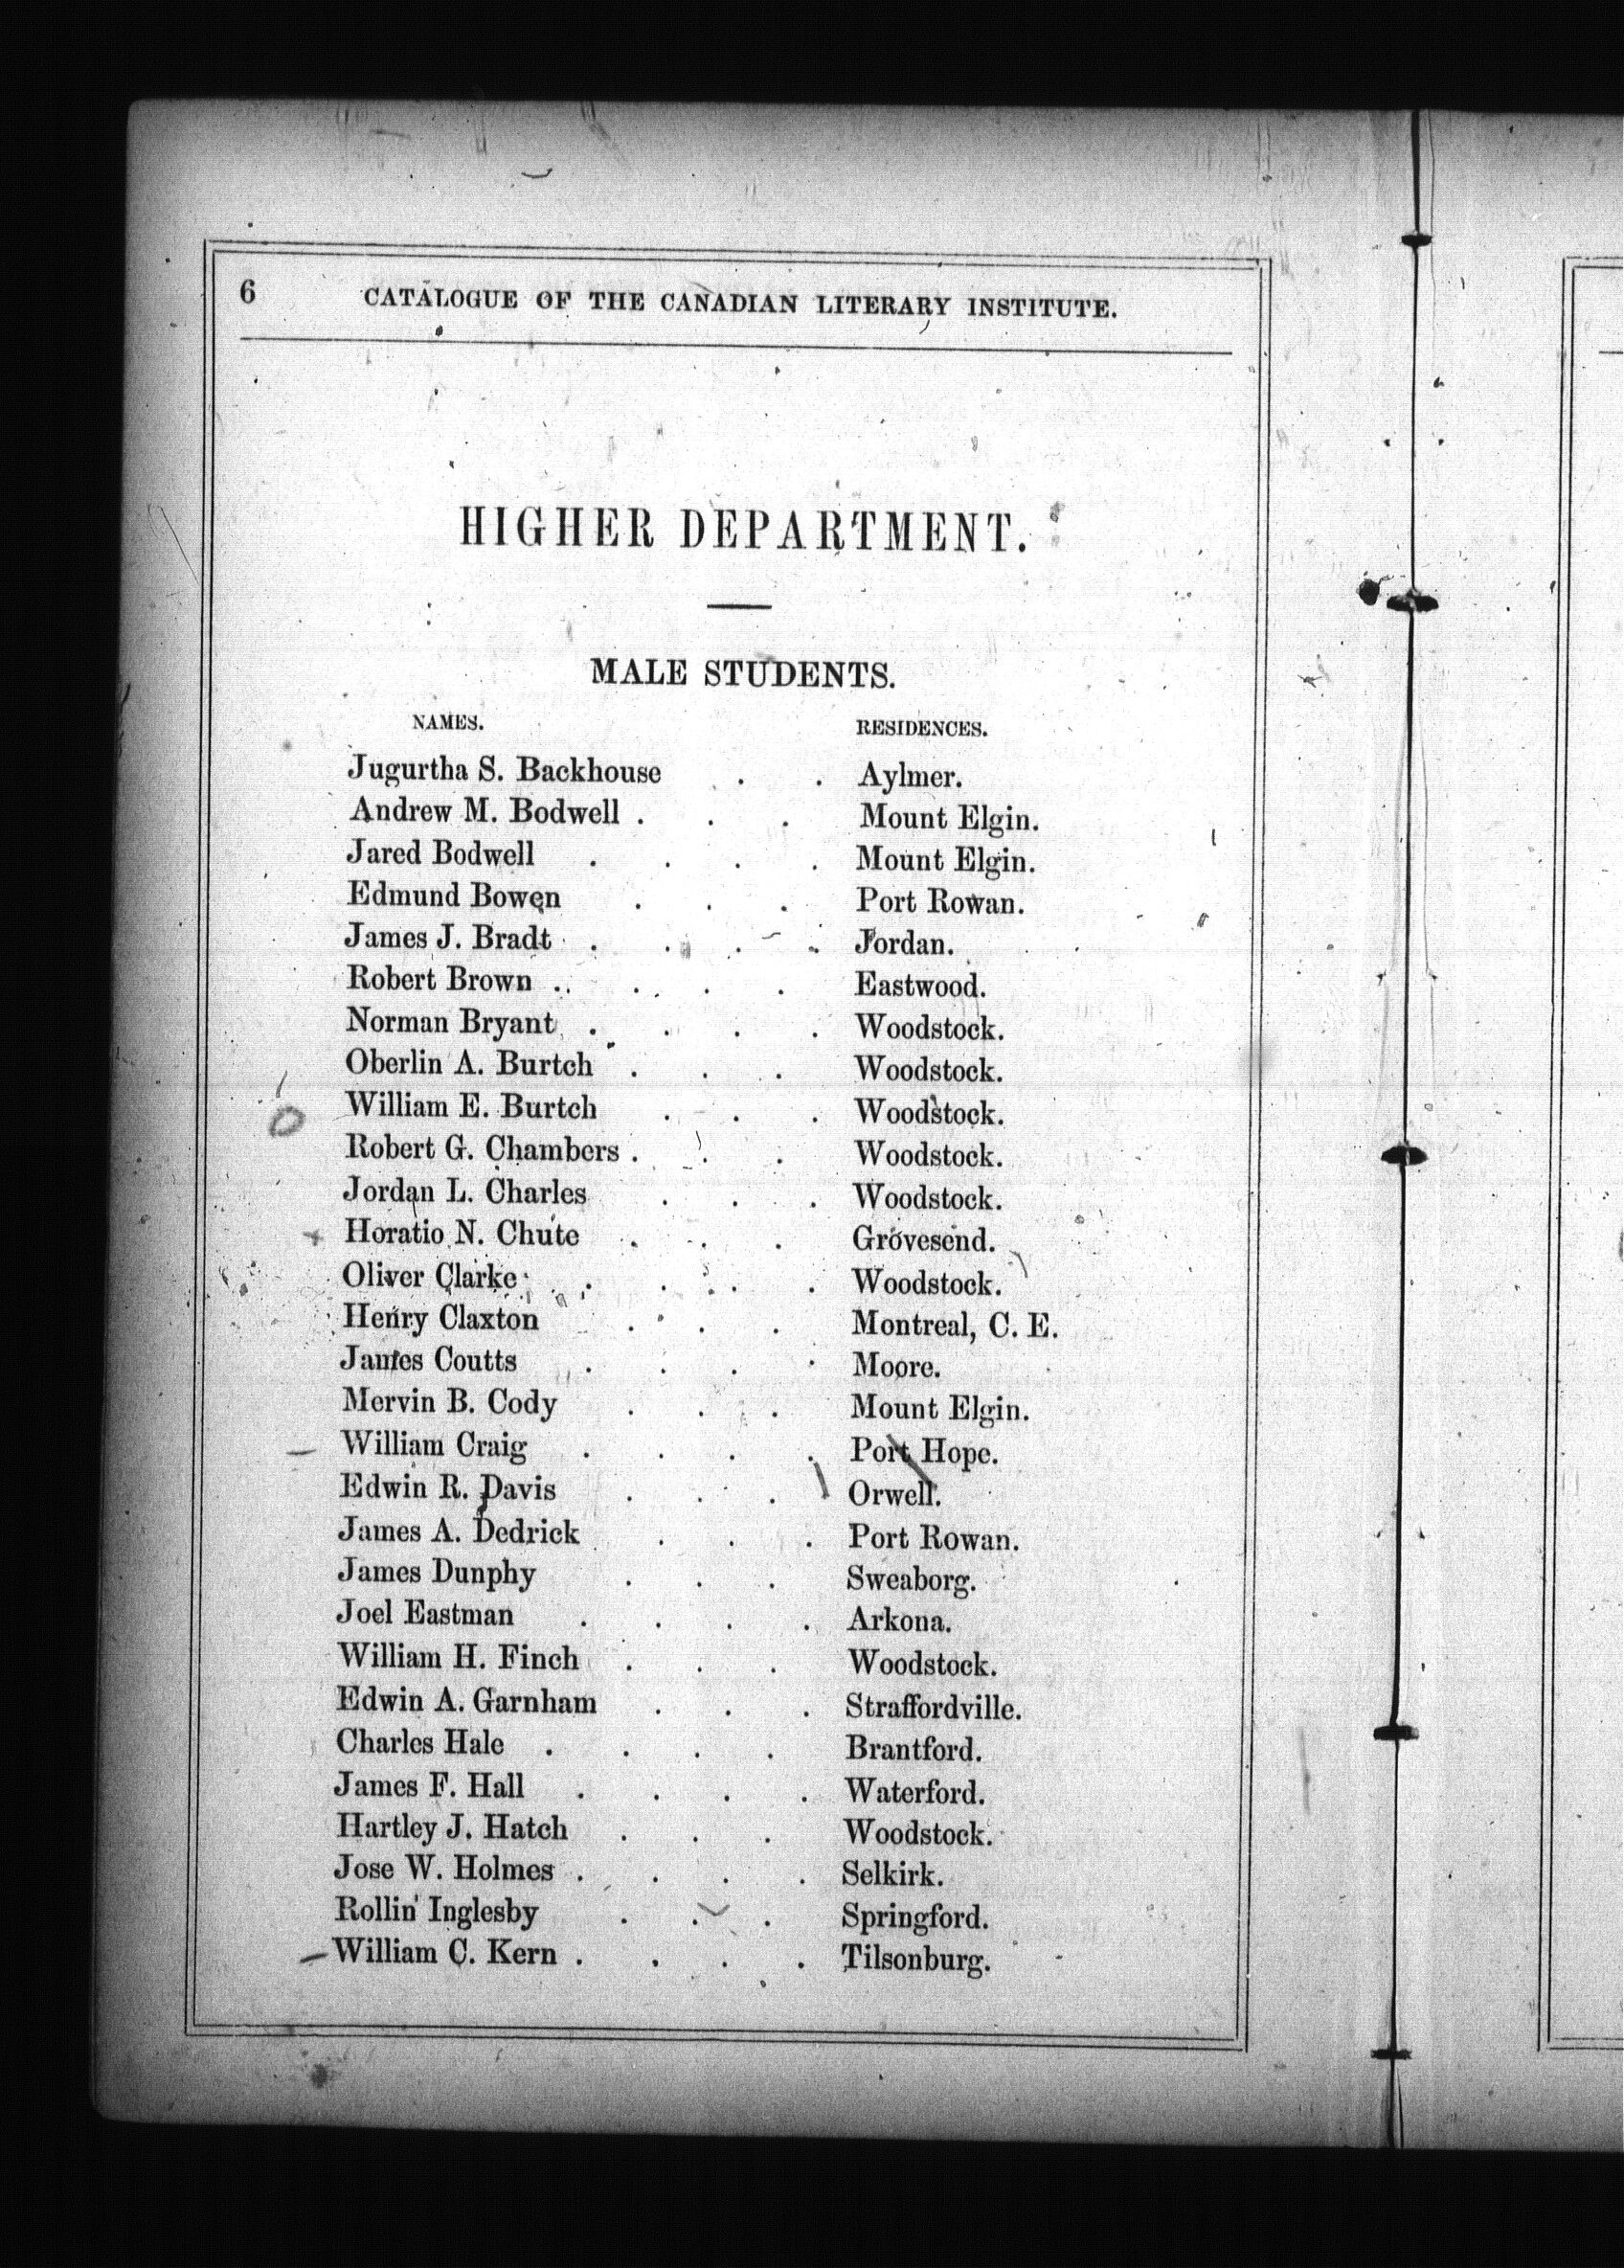 6 CATALOGUE OF THE CANADIAN LITERARY INSTITUTE.
HIGHER DEPARTMENT.
MALE STUDENTS.
NAMES. RESIDENCES.
Jugurtha S. Backhouse . . Aylmer.
Andrew M. Bodwell . . . Mount Elgin.
Jared Bodwell . . . . Mount Elgin.
Edmund Bowen . . . Port Rowan.
James J. Bradt . . . . Jordan.
Robert Brown . . . . Eastwood.
Norman Bryant . . . . Woodstock.
Oberlin A. Burtch . . . Woodstock.
William E. Burtch . . . Woodstock.
Robert G. Chambers . . . Woodstock.
Jordan L. Charles . . . Woodstock.
Horatio N. Chute . . . Grovesend.
Oliver Clarke . . . . Woodstock.
Henry Claxton . . . Montreal, C. E.
James Coutts . . . . Moore.
Mervin B. Cody . . . Mount Elgin.
William Craig . . . . Port Hope.
Edwin R. Davis . . . Orwell.
James A. Dedrick . . . Port Rowan.
James Dunphy . . . Sweaborg.
Joel Eastman . . . . Arkona.
William H. Finch . . . Woodstock.
Edwin A. Garnham . . . Straffordville.
Charles Hale . . . . Brantford.
James F. Hall . . . . Waterford.
Hartley J. Hatch . . . Woodstock.
Jose W. Holmes . . . . Selkirk.
Rollin Inglesby . . . Springford.
William C. Kern . . . . Tilsonburg.